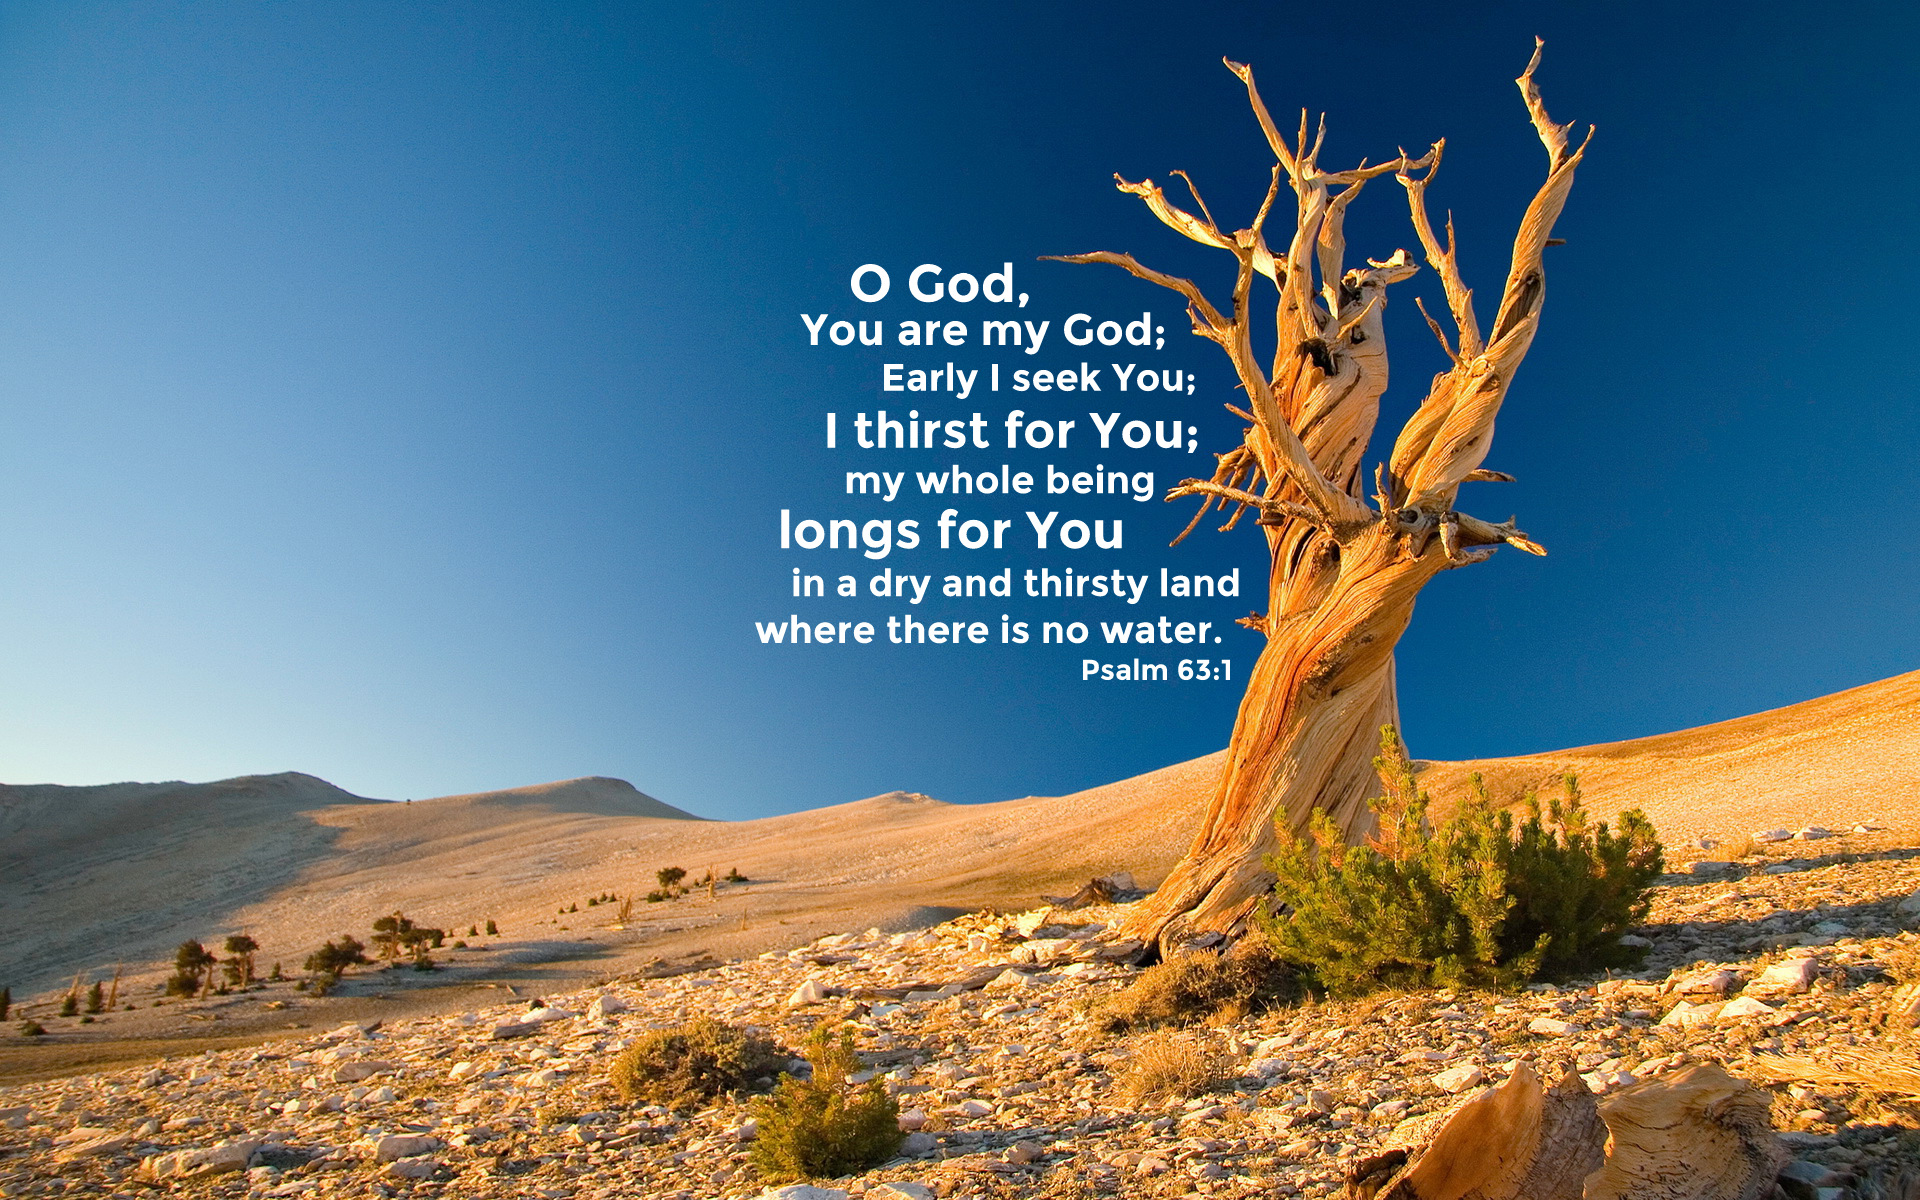 O God,
You are my God;
Early I seek You;
I thirst for You;
my whole being
longs for You
in a dry and thirsty land
where there is no water.
Psalm 63:1